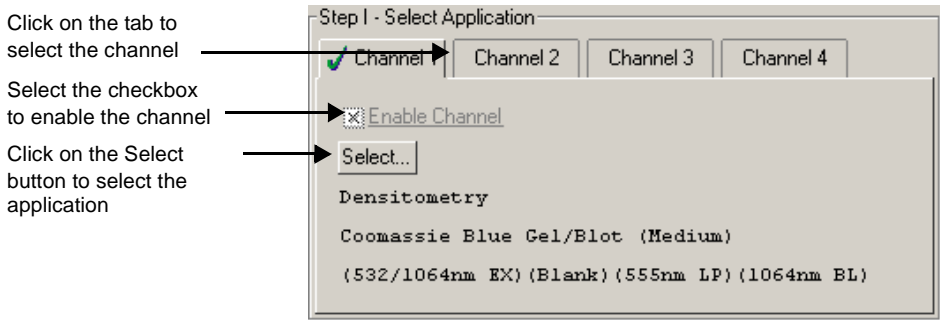 Click on the tab to
select the channel
Select the checkbox
to enable the channel
Click on the Select
button to select the
application
Step I - Select Application
Channel 1
Channel 2
Channel 3
Channel 4
Enable Channel
Select...
Densitometry
Coomassie Blue Gel/Blot (Medium)
(532/1064nm EX)(Blank)(555nm LP)(1064nm BL)